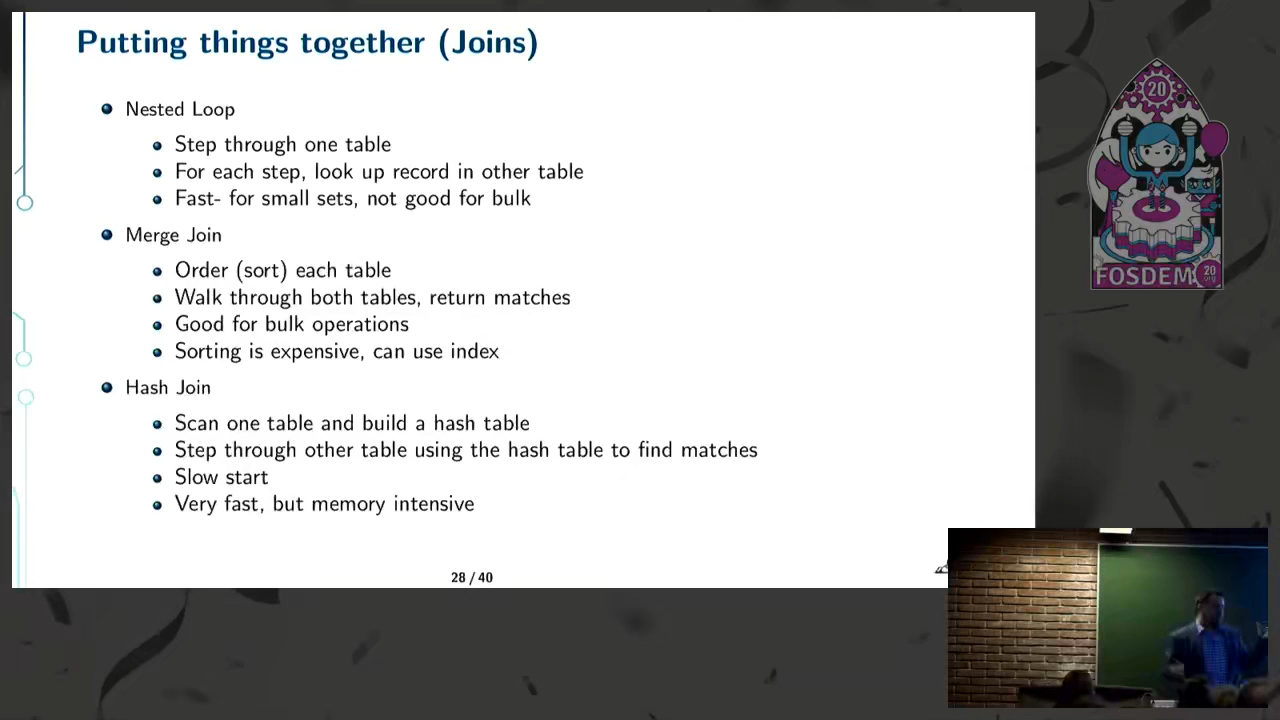 Putting things together (Joins)
Nested Loop
Step through one table
For each step, look up record in other table
Fast- for small sets, not good for bulk
Merge Join
Order (sort) each table
Walk through both tables, return matches
Good for bulk operations
Sorting is expensive, can use index
Hash Join
Scan one table and build a hash table
Step through other table using the hash table to find matches
Slow start
Very fast, but memory intensive
28 / 40
20
FOSDEM
20
.org